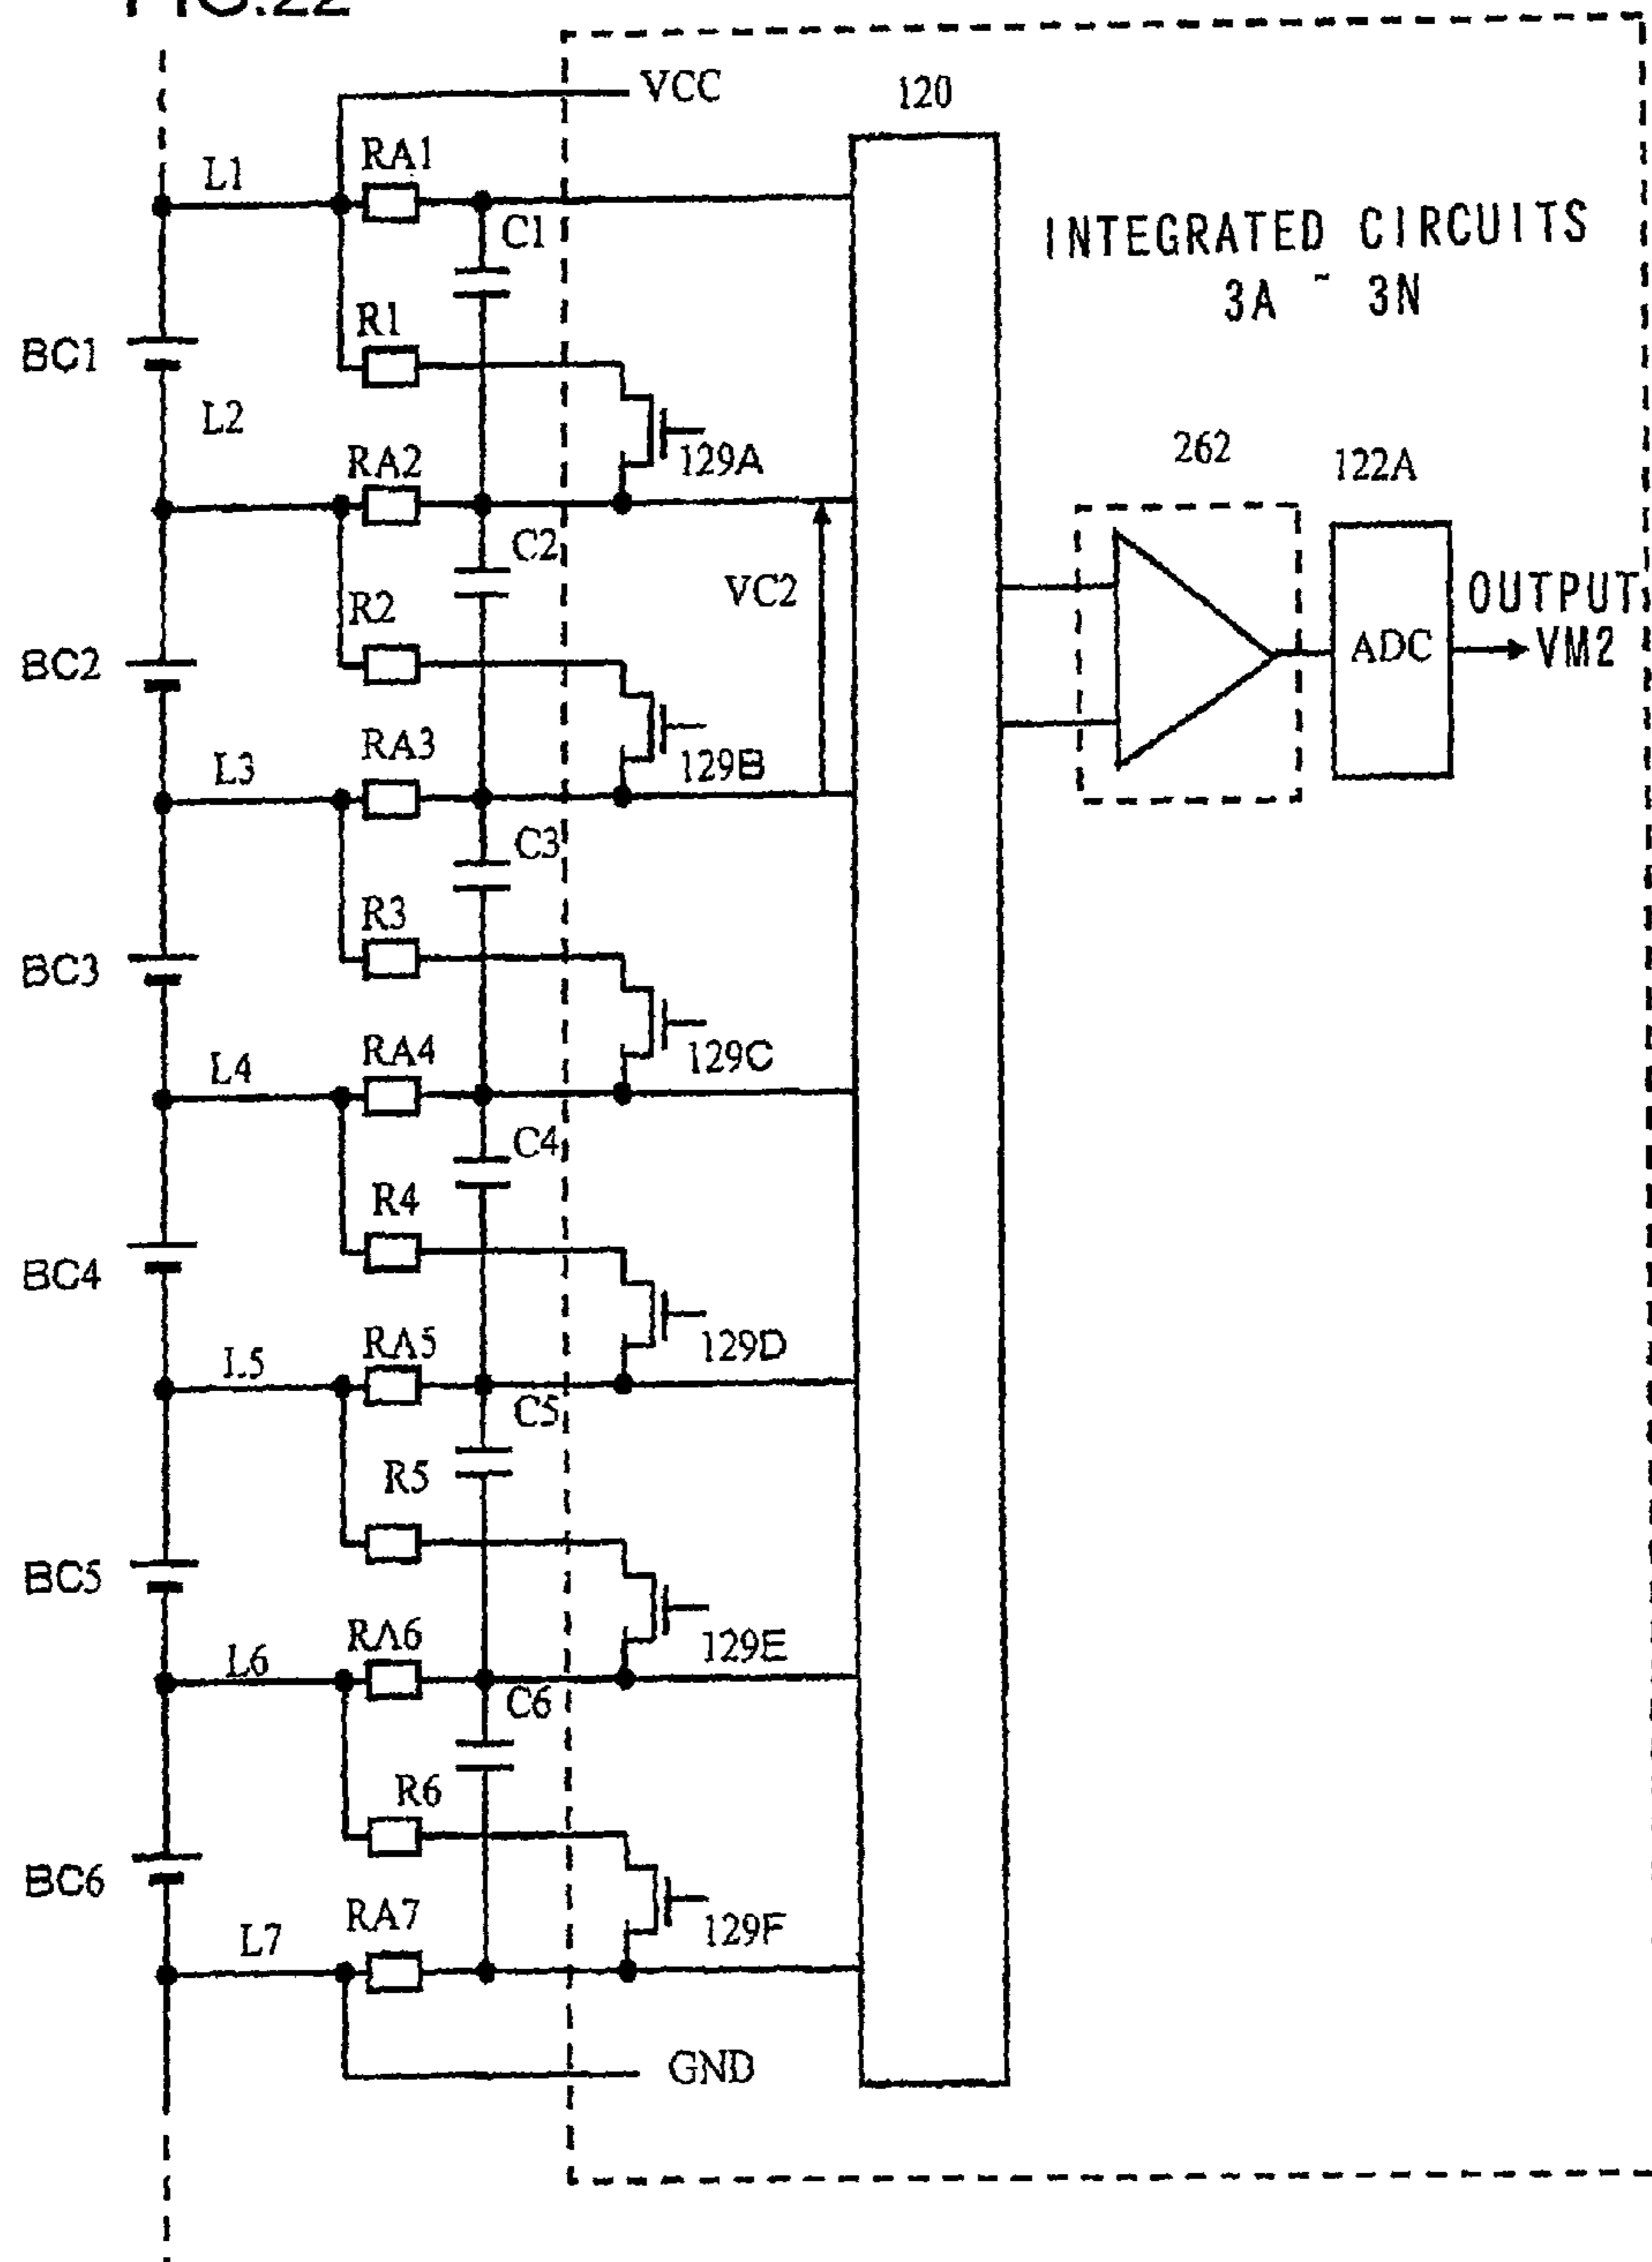 FIG.22
VCC
120
L1
RA1
C1
INTEGRATED CIRCUITS
3A ~ 3N
R1
BC1
L2
129A
RA2
262
122A
C2
VC2
OUTPUT
R2
ADC
VM2
BC2
RA3
L3
129B
C3
R3
BC3
RA4
129C
L4
C4
R4
BC4
RA5
129D
L5
C5
R5
BC5
RA6
129E
L6
C6
R6
BC6
RA7
129F
L7
GND